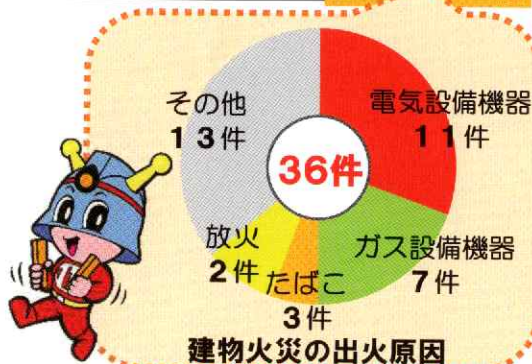 電気設備機器
11件
ガス設備機器
7件
たばこ
3件
放火
2件
その他
13件
36件
建物火災の出火原因